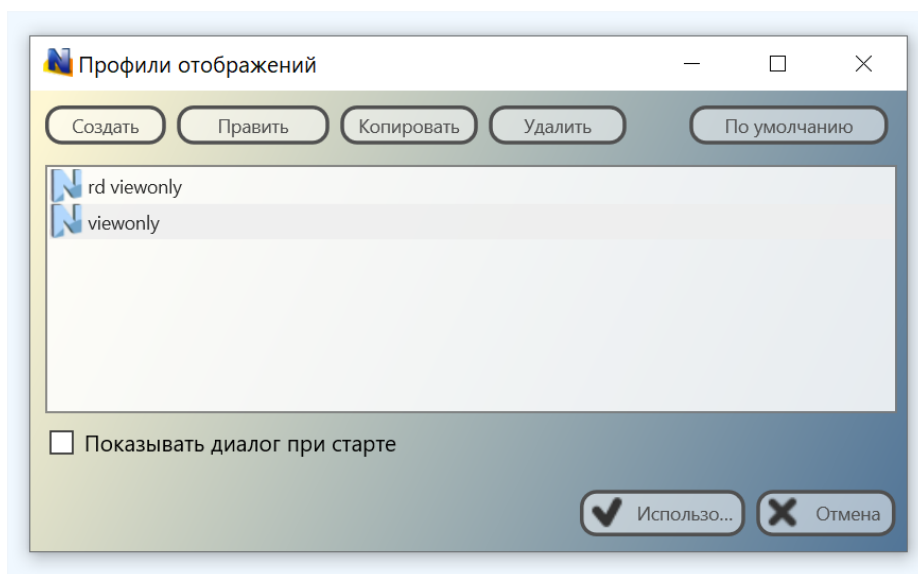 Профили отображений
Создать Править Копировать Удалить По умолчанию
rd viewonly
viewonly
Показывать диалог при старте
Использо... Отмена